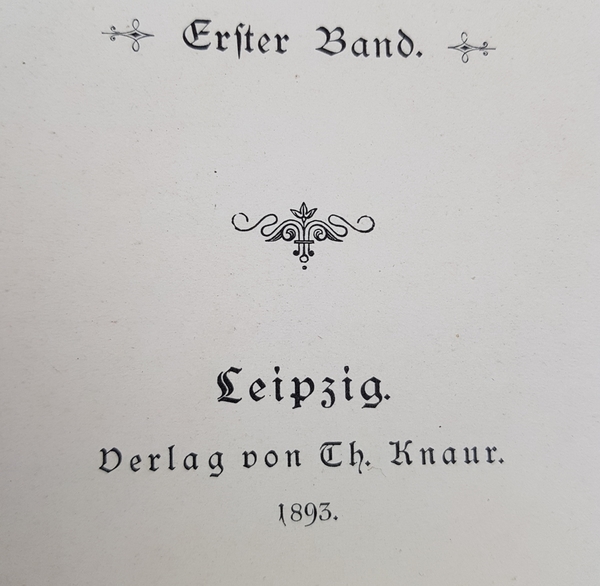 Erſter Band.
Leipzig.
Verlag von Th. Knaur.
1893.